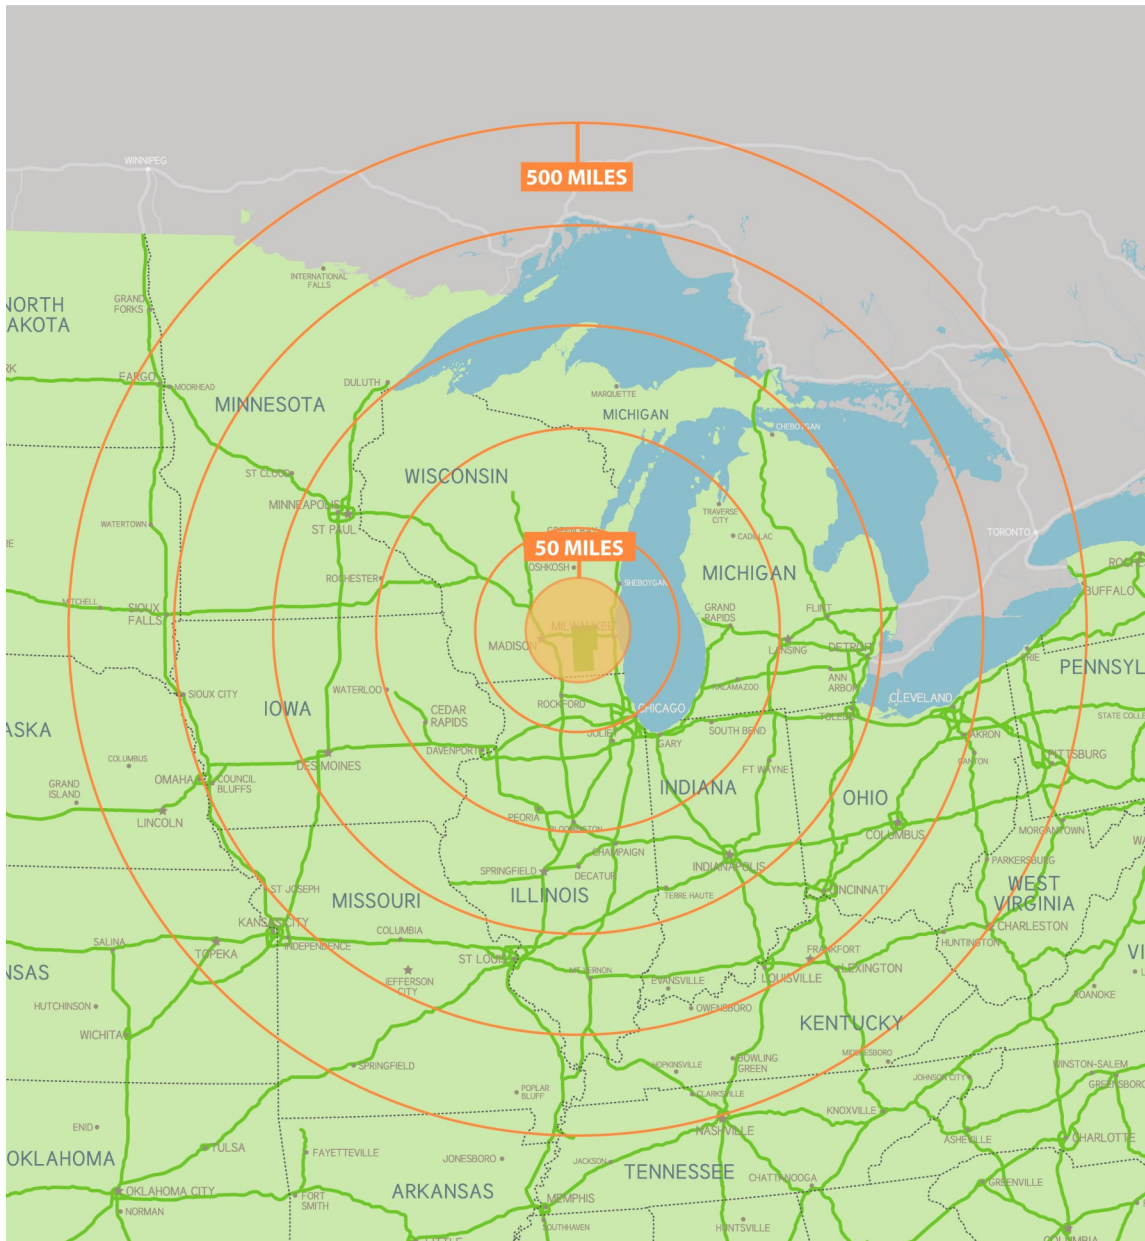 500 MILES
WINNIPEG
INTERNATIONAL
FALLS
NORTH
AKOTA
GRAND
FORKS
FARGO
MOORHEAD
DULUTH
MINNESOTA
MARQUETTE
MICHIGAN
CHEBOYGAN
WISCONSIN
ST CLOUD
MINNEAPOLIS
ST PAUL
TRAVERSE
CITY
CADILLAC
WATERTOWN
TORONTO
50 MILES
OSHKOSH
SHEBOYGAN
MICHIGAN
ROCHESTER
BUFFALO
MITCHELL
SIOUX
FALLS
GRAND
RAPIDS
FLINT
MILWAUKEE
MADISON
LANSING
DETROIT
ERIE
PENNSYL
KALAMAZOO
ANN
ARBOR
WATERLOO
SIOUX CITY
ROCKFORD
CHICAGO
CLEVELAND
IOWA
CEDAR
RAPIDS
TOLEDO
STATE COLL
ASKA
JOLIET
GARY
SOUTH BEND
AKRON
DAVENPORT
DES MOINES
CANTON
PITTSBURG
COLUMBUS
OMAHA
COUNCIL
BLUFFS
FT WAYNE
GRAND
ISLAND
INDIANA
OHIO
LINCOLN
PEORIA
BLOOMINGTON
COLUMBUS
MORGANTOWN
CHAMPAIGN
SPRINGFIELD
DECATUR
INDIANAPOLIS
PARKERSBURG
ST JOSEPH
MISSOURI
ILLINOIS
TERRE HAUTE
CINCINNATI
WEST
VIRGINIA
KANSAS CITY
CHARLESTON
SALINA
TOPEKA
INDEPENDENCE
COLUMBIA
ST LOUIS
FRANKFORT
HUNTINGTON
VI
NSAS
JEFFERSON
CITY
MT VERNON
EVANSVILLE
LOUISVILLE
LEXINGTON
ROANOKE
HUTCHINSON
OWENSBORO
KENTUCKY
WICHITA
SPRINGFIELD
HOPKINSVILLE
BOWLING
GREEN
MIDDLESBORO
JOHNSON CITY
WINSTON-SALEM
GREENSBORO
POPLAR
BLUFF
CLARKSVILLE
KNOXVILLE
ENID
NASHVILLE
ASHEVILLE
CHARLOTTE
OKLAHOMA
TULSA
FAYETTEVILLE
JONESBORO
JACKSON
TENNESSEE
CHATTANOOGA
OKLAHOMA CITY
NORMAN
FORT
SMITH
ARKANSAS
MEMPHIS
SOUTHHAVEN
HUNTSVILLE
GREENVILLE